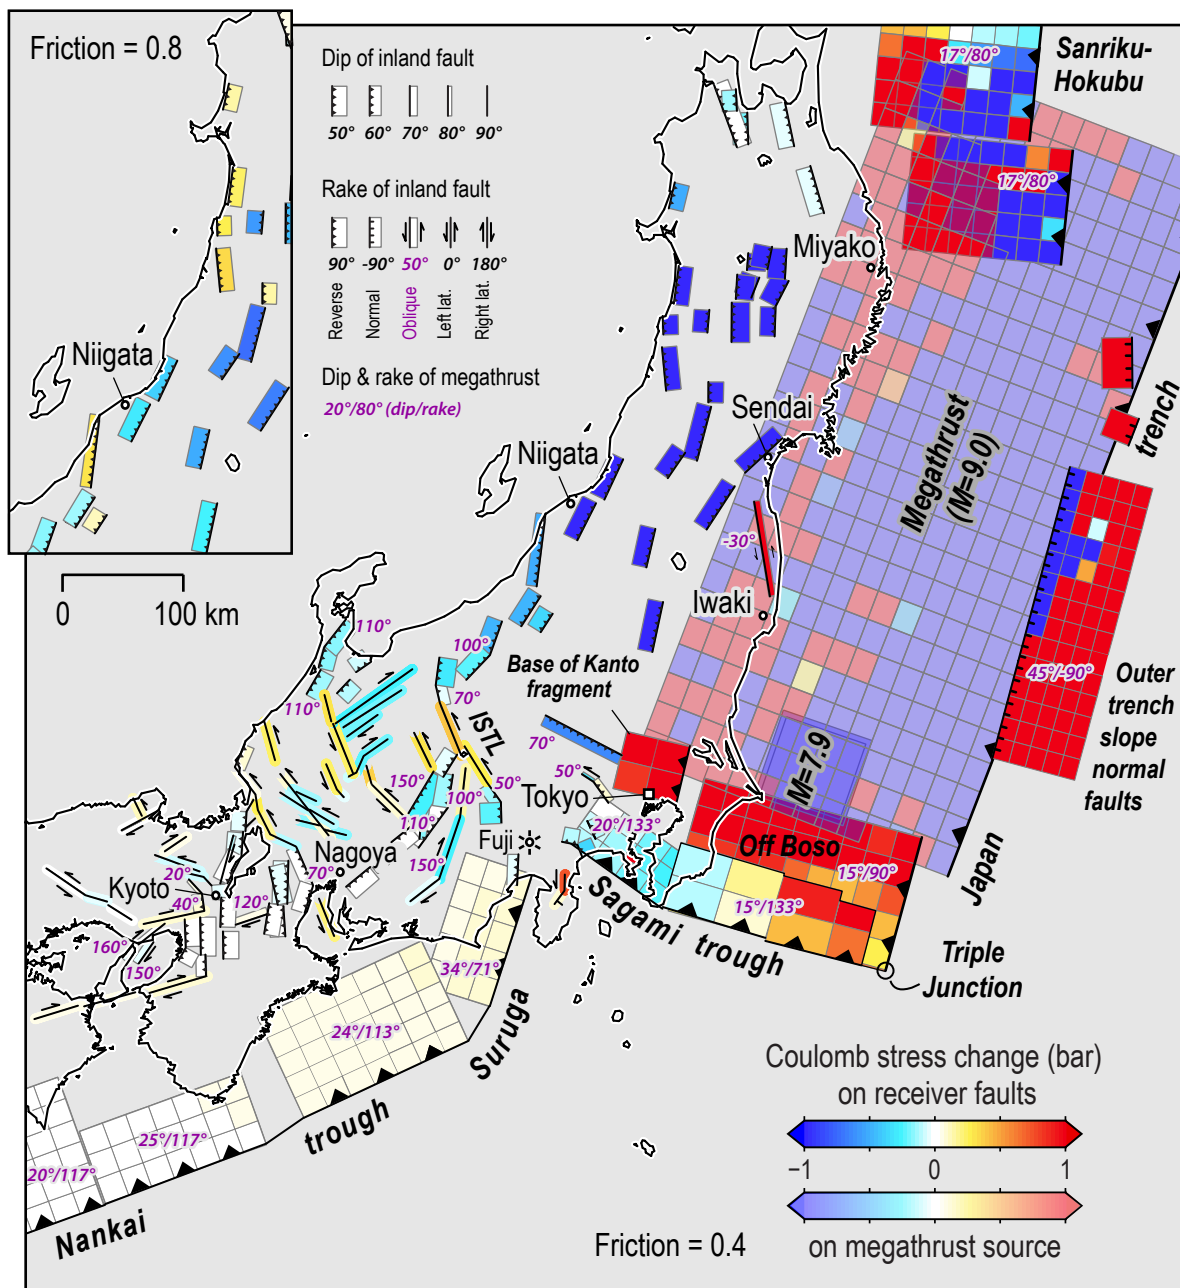 Friction = 0.8
Niigata
Dip of inland fault
50° 60° 70° 80° 90°
Rake of inland fault
90° -90° 50° 0° 180°
Reverse
Normal
Oblique
Left lat.
Right lat.
Dip & rake of megathrust
20°/80° (dip/rake)
17°/80°
Sanriku-
Hokubu
17°/80°
Miyako
trench
Sendai
Megathrust
(M=9.0)
Niigata
-30°
Iwaki
0 100 km
110°
100°
Base of Kanto
fragment
45°/-90°
Outer
trench
slope
normal
faults
110°
70°
ISTL
70°
M=7.9
150°
50°
50°
100°
Tokyo
110°
20°/133°
Fuji
Off Boso
Nagoya
150°
20°
70°
15°/90°
Japan
Kyoto
40°
120°
15°/133°
Sagami trough
160°
150°
34°/71°
Triple
Junction
24°/113°
Suruga
trough
25°/117°
20°/117°
Nankai
Coulomb stress change (bar)
on receiver faults
−1 0 1
on megathrust source
Friction = 0.4